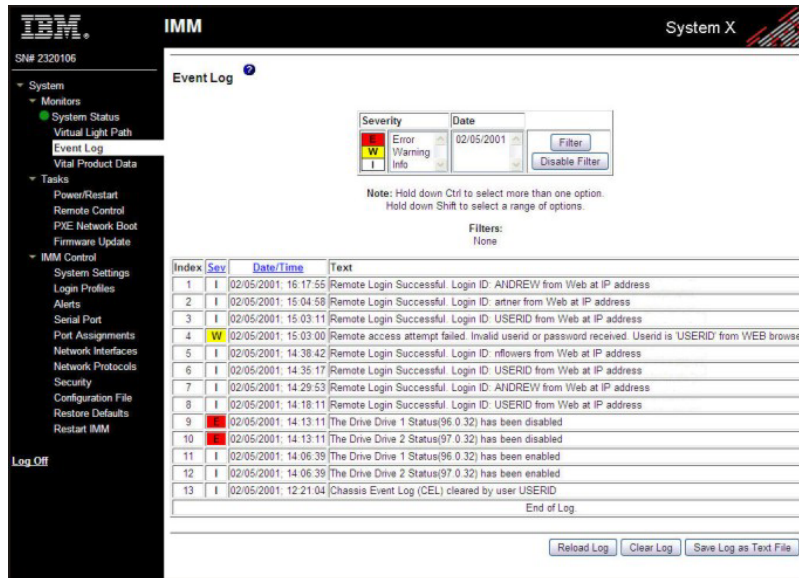 IBM.
IMM
System X
SN# 2320106
System
Monitors
System Status
Virtual Light Path
Event Log
Vital Product Data
Tasks
Power/Restart
Remote Control
PXE Network Boot
Firmware Update
IMM Control
System Settings
Login Profiles
Alerts
Serial Port
Port Assignments
Network Interfaces
Network Protocols
Security
Configuration File
Restore Defaults
Restart IMM
Log Off
Event Log ?
Severity Date
E Error 02/05/2001
W Warning
I Info
Filter
Disable Filter
Note: Hold down Ctrl to select more than one option.
Hold down Shift to select a range of options.
Filters:
None
Index Sev Date/Time Text
1 I 02/05/2001; 16:17:55 Remote Login Successful. Login ID: ANDREW from Web at IP address
2 I 02/05/2001; 15:04:58 Remote Login Successful. Login ID: artner from Web at IP address
3 I 02/05/2001; 15:03:11 Remote Login Successful. Login ID: USERID from Web at IP address
4 W 02/05/2001; 15:03:00 Remote access attempt failed. Invalid userid or password received. Userid is 'USERID' from WEB browse
5 I 02/05/2001; 14:38:42 Remote Login Successful. Login ID: nflowers from Web at IP address
6 I 02/05/2001; 14:35:17 Remote Login Successful. Login ID: USERID from Web at IP address
7 I 02/05/2001; 14:29:53 Remote Login Successful. Login ID: ANDREW from Web at IP address
8 I 02/05/2001; 14:18:11 Remote Login Successful. Login ID: USERID from Web at IP address
9 E 02/05/2001; 14:13:11 The Drive Drive 1 Status(96.0.32) has been disabled
10 E 02/05/2001; 14:13:11 The Drive Drive 2 Status(97.0.32) has been disabled
11 I 02/05/2001; 14:06:39 The Drive Drive 1 Status(96.0.32) has been enabled
12 I 02/05/2001; 14:06:39 The Drive Drive 2 Status(97.0.32) has been enabled
13 I 02/05/2001; 12:21:04 Chassis Event Log (CEL) cleared by user USERID
End of Log.
Reload Log Clear Log Save Log as Text File